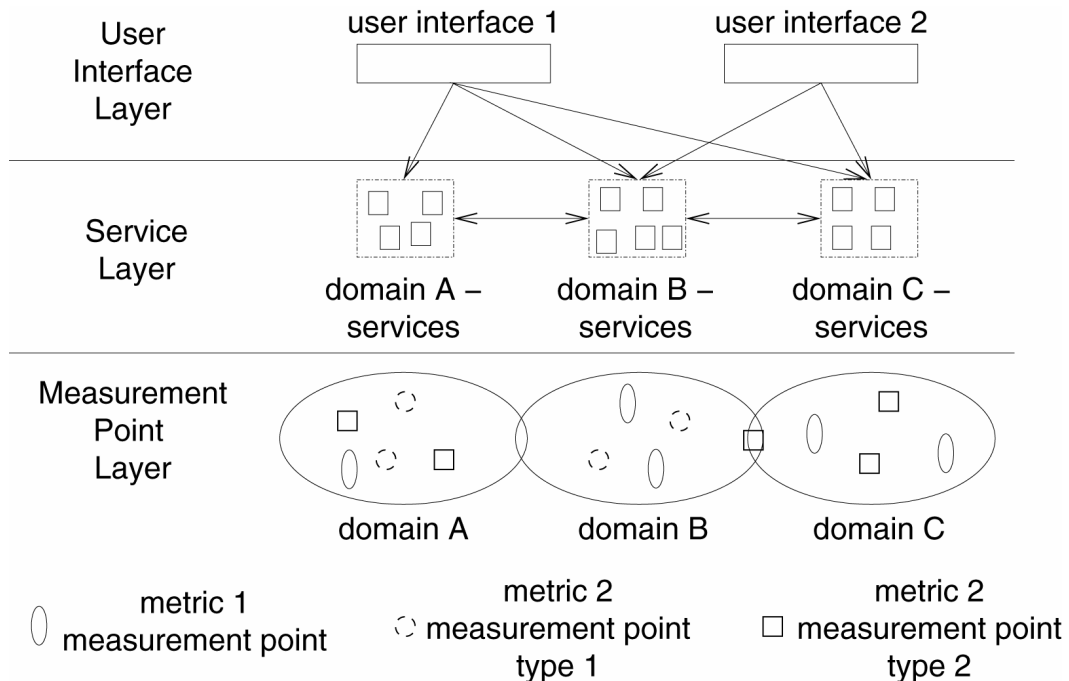 User
Interface
Layer
user interface 1
user interface 2
Service
Layer
domain A –
services
domain B –
services
domain C –
services
Measurement
Point
Layer
domain A
domain B
domain C
metric 1
measurement point
metric 2
measurement point
type 1
metric 2
measurement point
type 2